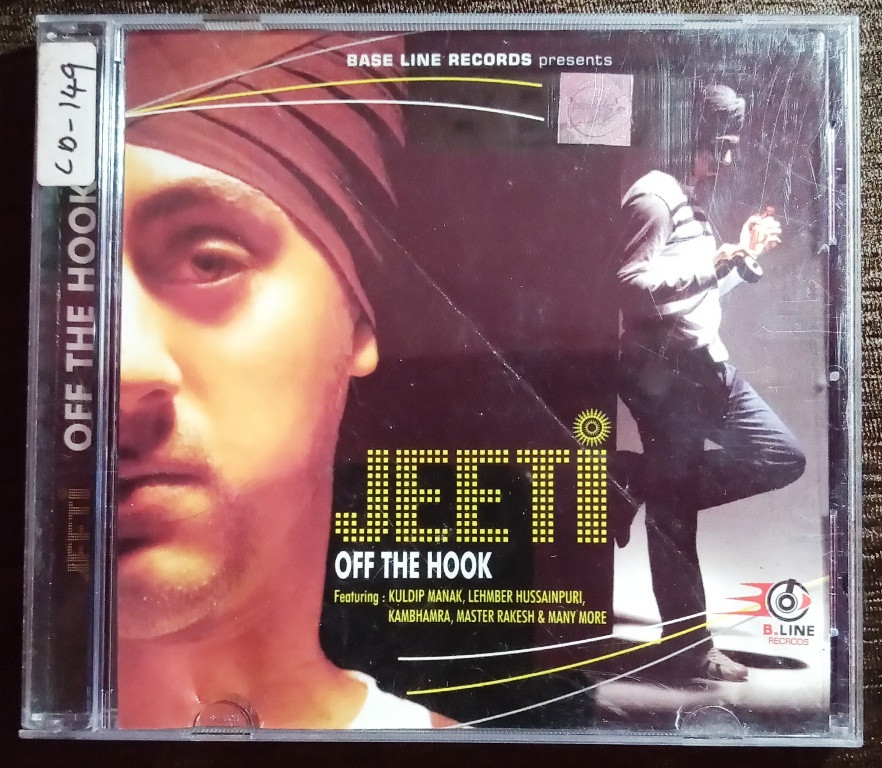 CD-149
OFF THE HOOK
JEETI
BASE LINE RECORDS presents
JEETI
OFF THE HOOK
Featuring : KULDIP MANAK, LEHMBER HUSSAINPURI,
KAMBHAMRA, MASTER RAKESH & MANY MORE
B.LINE
RECRODS